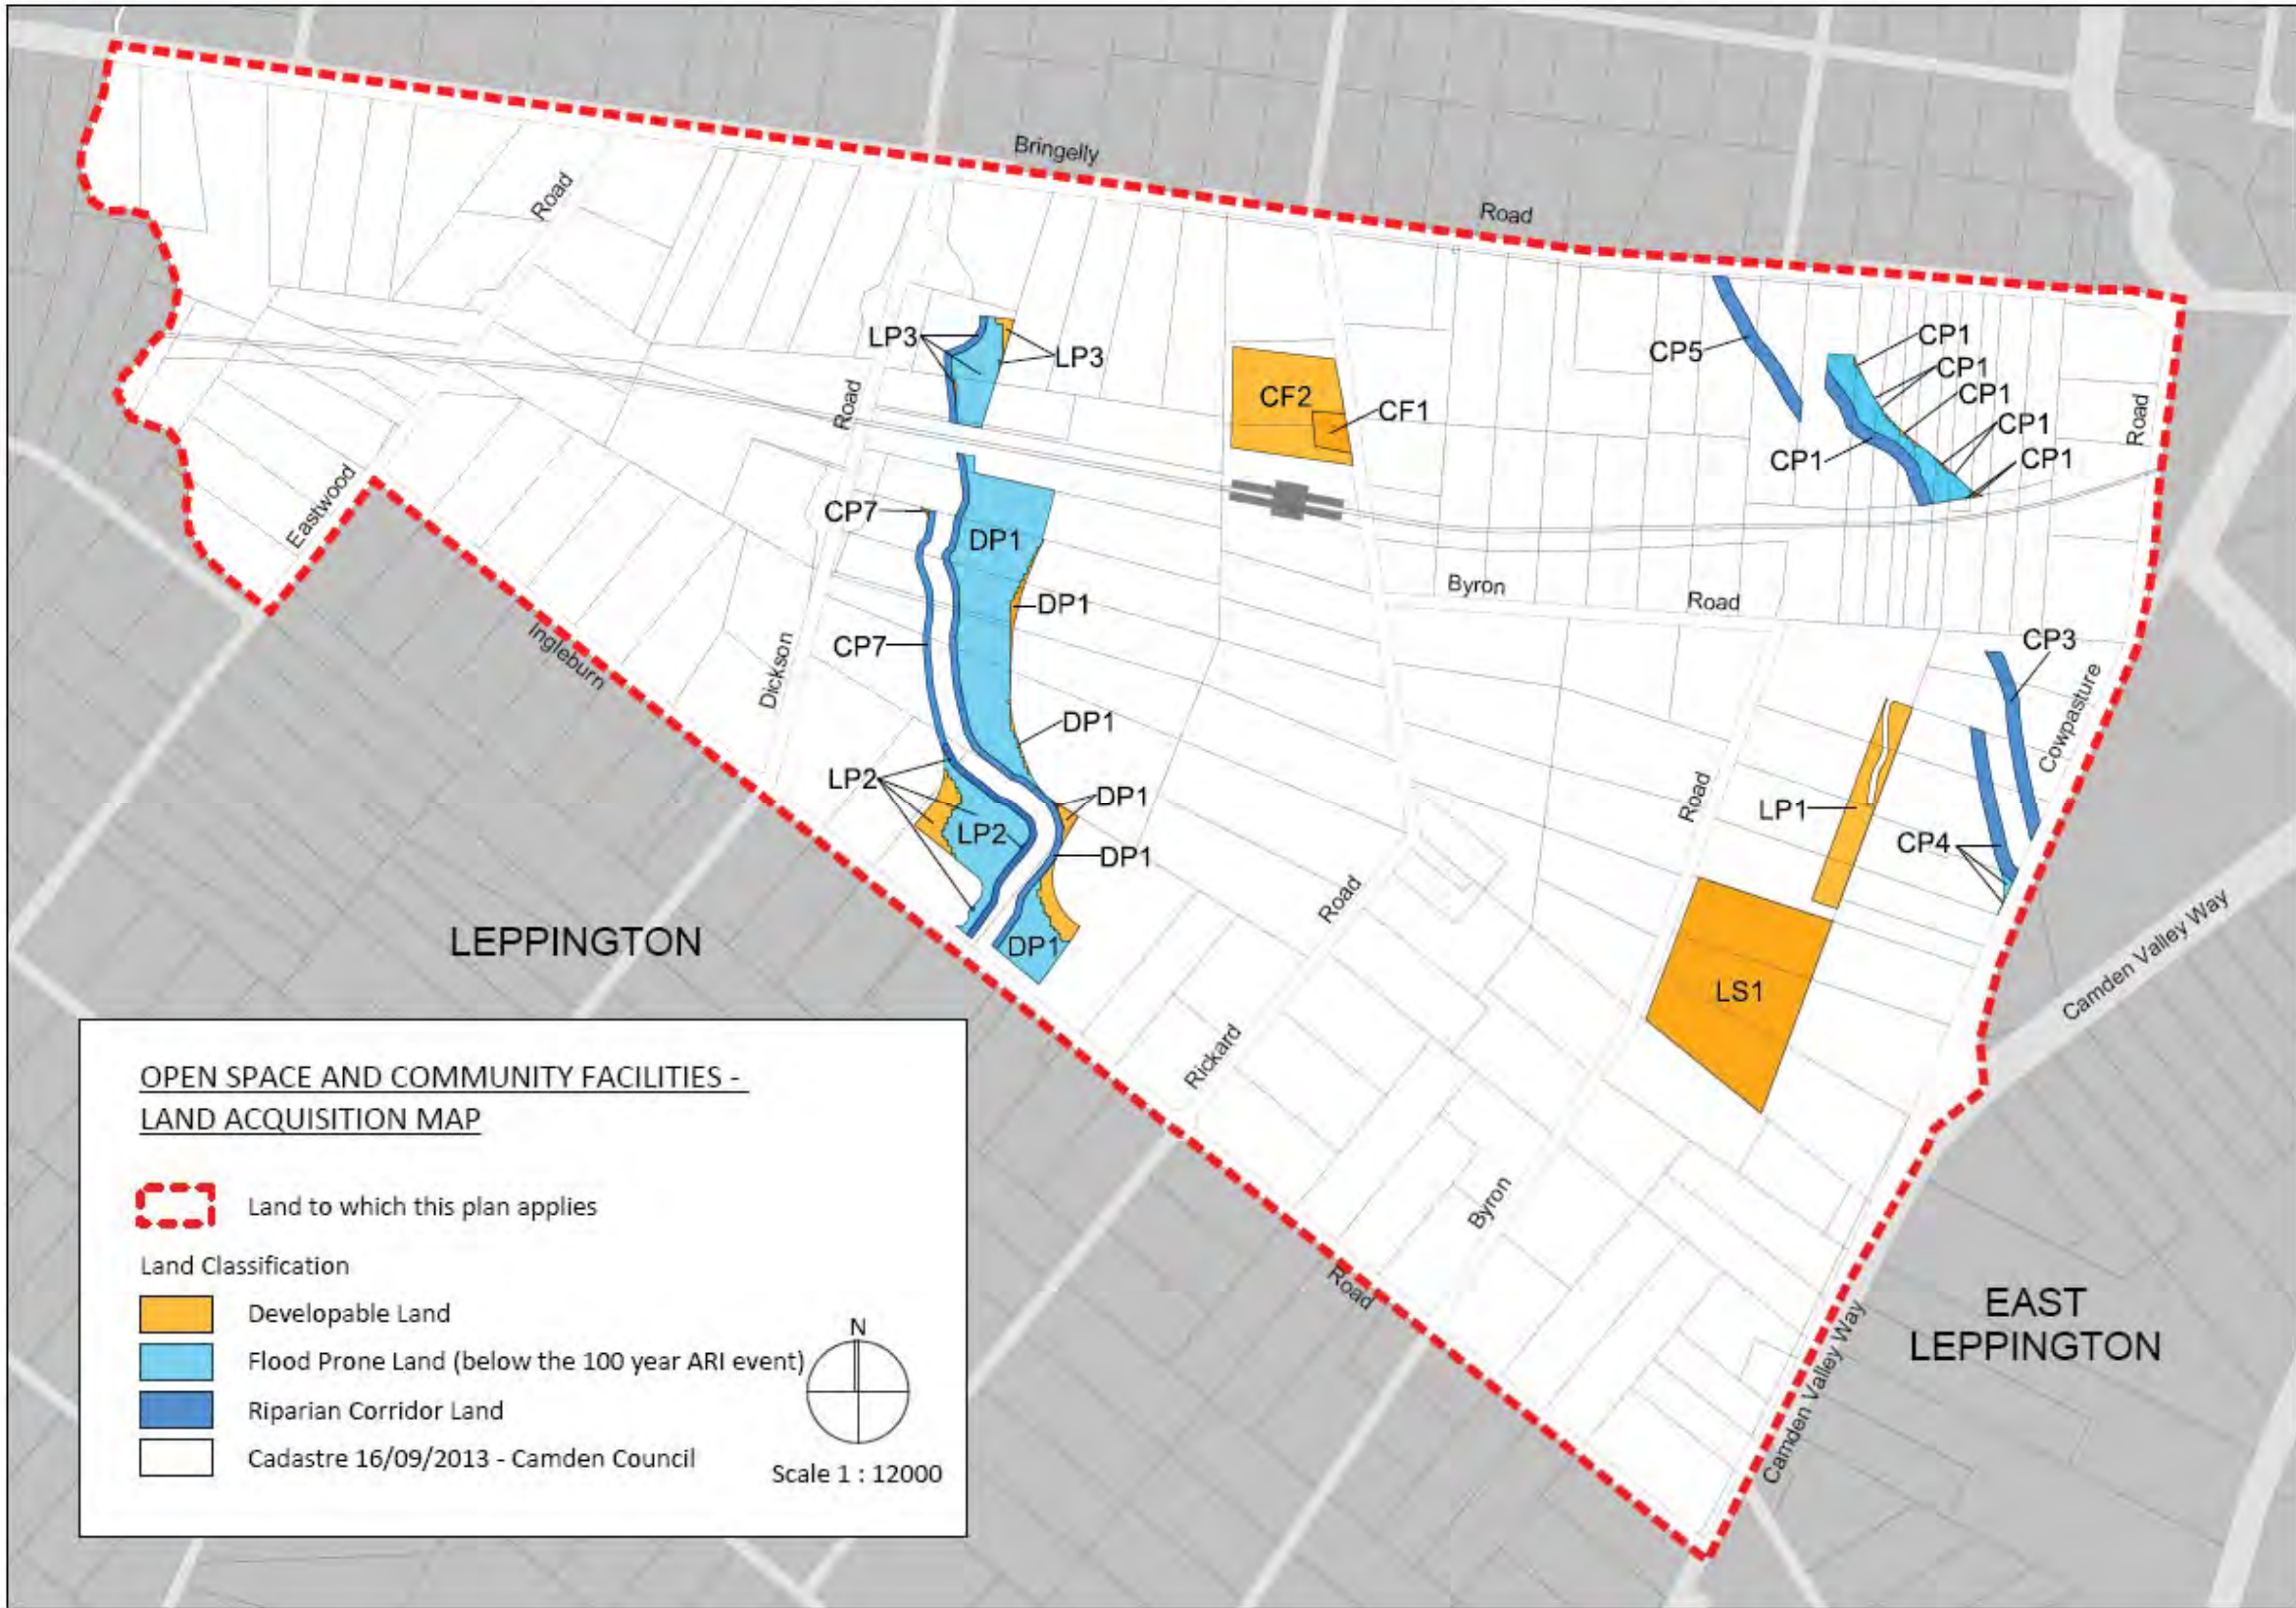 Bringelly
Road
Road
LP3
LP3
Road
CF2
CF1
CP5
CP1
CP1
CP1
CP1
CP1
CP1
Road
Eastwood
CP7
DP1
DP1
Byron
Road
Ingleburn
CP7
Dickson
DP1
CP3
Cowpasture
LP2
LP2
DP1
DP1
Road
LP1
CP4
Road
DP1
LS1
Camden Valley Way
LEPPINGTON
Rickard
Byron
Road
Camden Valley Way
EAST
LEPPINGTON
OPEN SPACE AND COMMUNITY FACILITIES -
LAND ACQUISITION MAP
Land to which this plan applies
Land Classification
Developable Land
Flood Prone Land (below the 100 year ARI event)
Riparian Corridor Land
Cadastre 16/09/2013 - Camden Council
N
Scale 1 : 12000